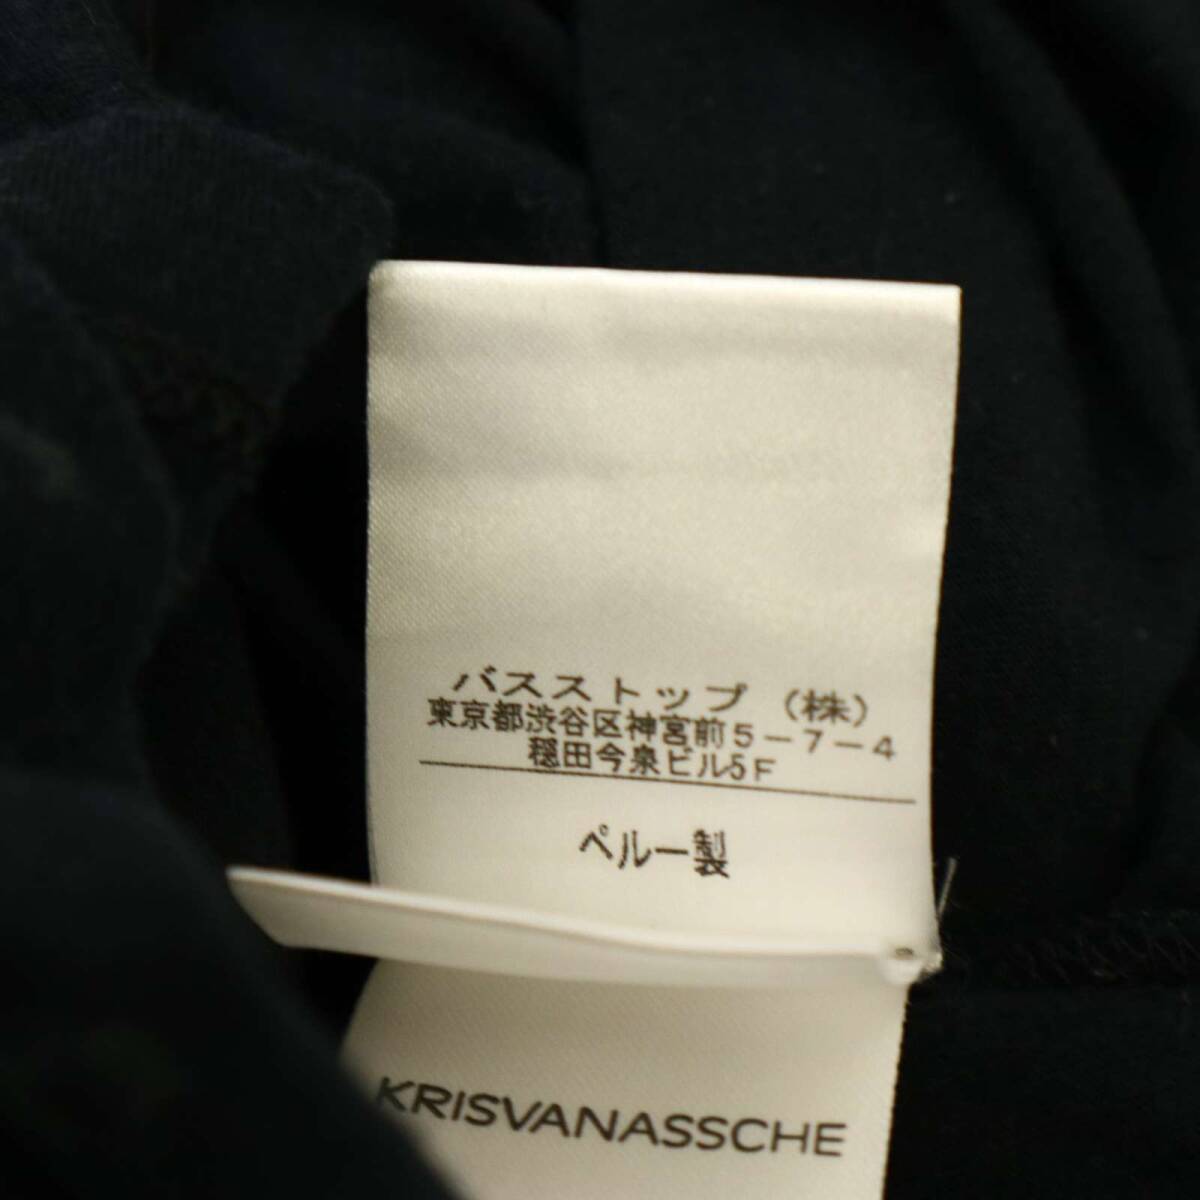 バスストップ（株）
東京都渋谷区神宮前5－7－4
穏田今泉ビル5F
ペルー製
KRISVANASSCHE